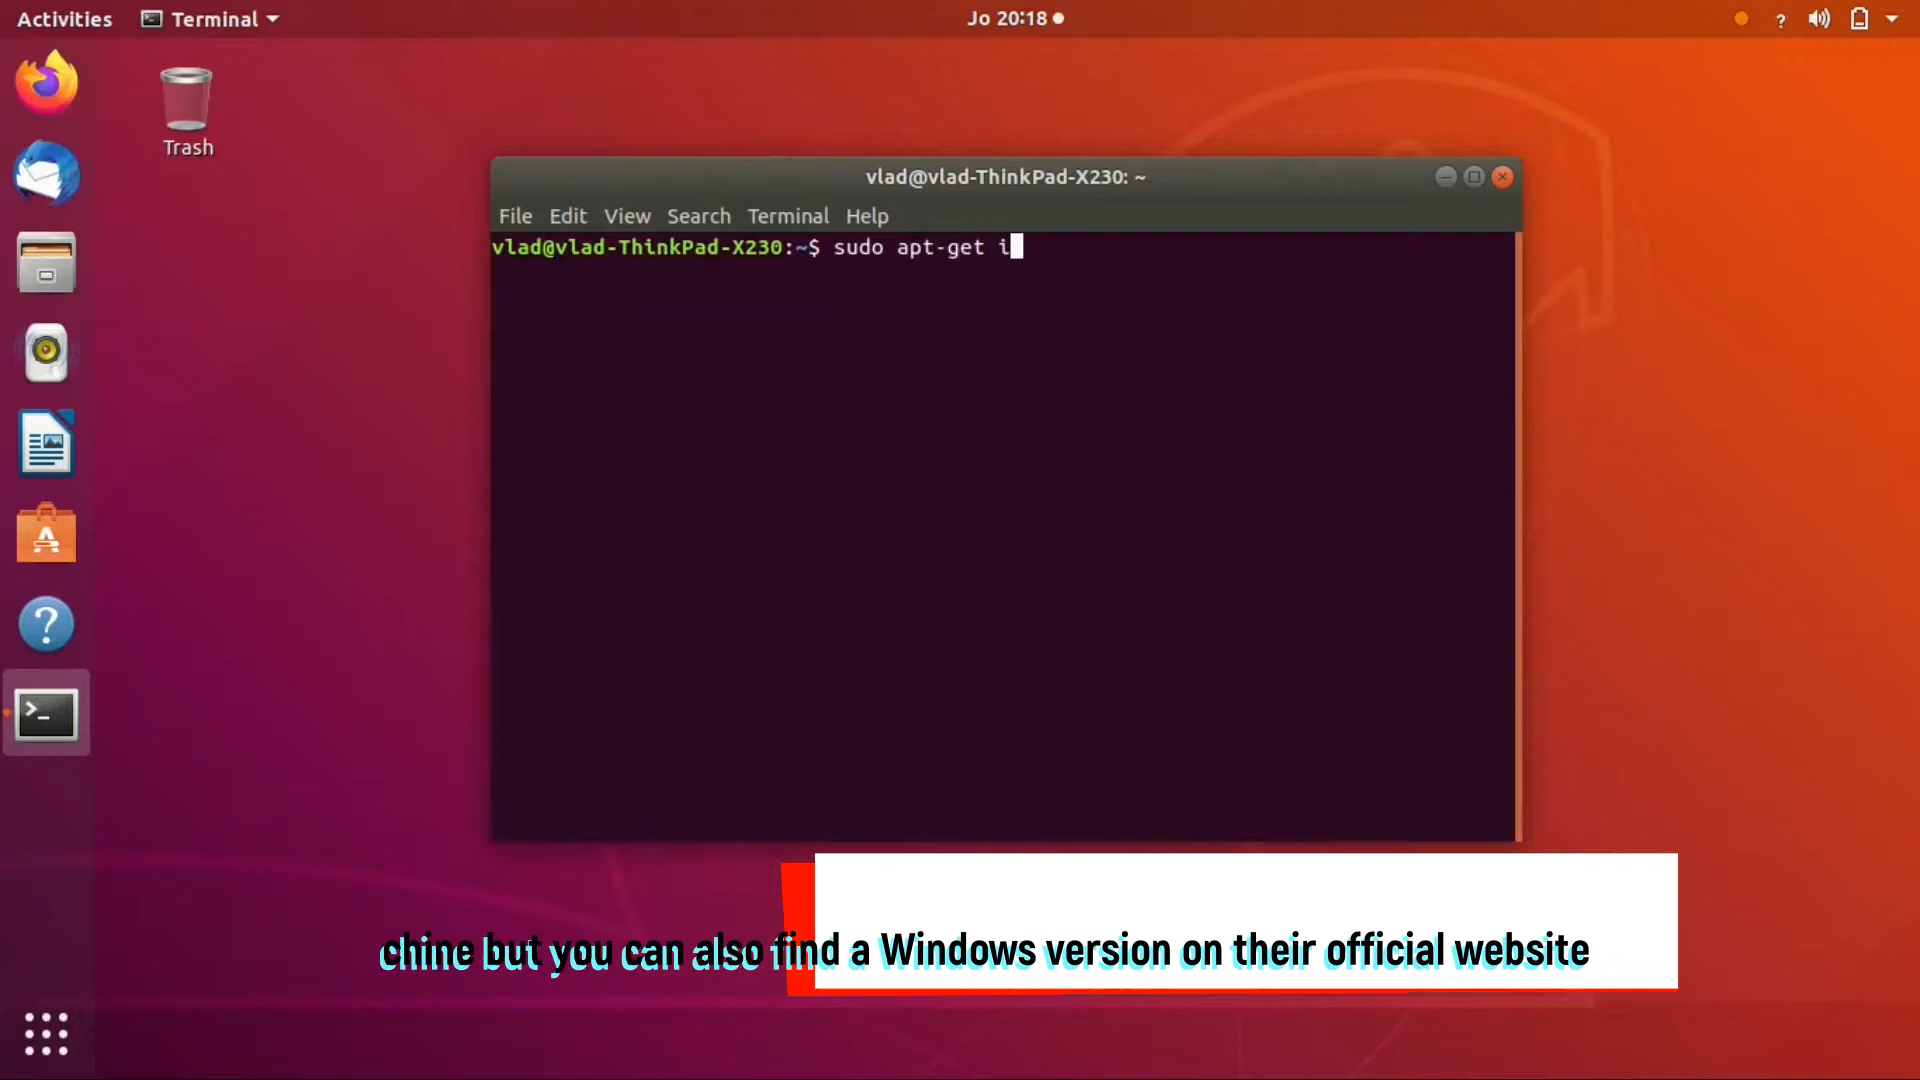 Activities Terminal Jo 20:18 ?
Trash
vlad@vlad-ThinkPad-X230: ~
File Edit View Search Terminal Help
vlad@vlad-ThinkPad-X230:~$ sudo apt-get i
chine but you can also find a Windows version on their official website